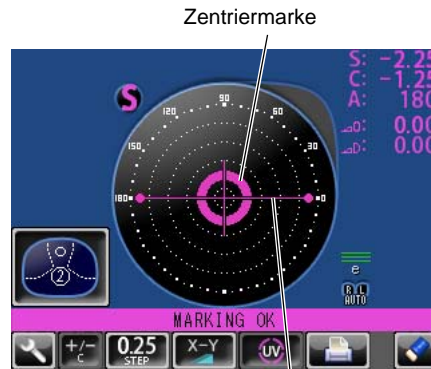 Zentriermarke
S: -2.25
C: -1.25
A: 180
⊿O: 0.00
⊿D: 0.00
S
90
120 60
150 30
180 0
2
e
R L
AUTO
MARKING OK
+/-
C
0.25
STEP
X-Y
UV